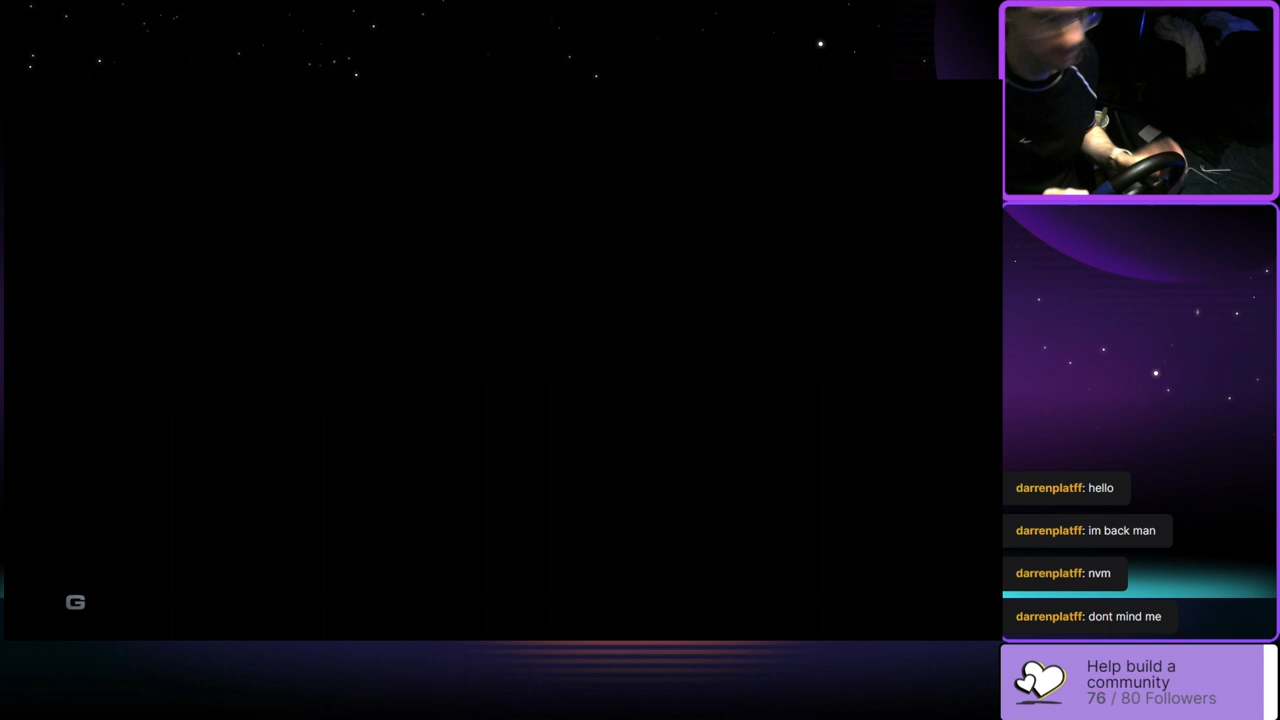 darrenplatff: hello
darrenplatff: im back man
darrenplatff: nvm
G
darrenplatff: dont mind me
Help build a
community
76 / 80 Followers